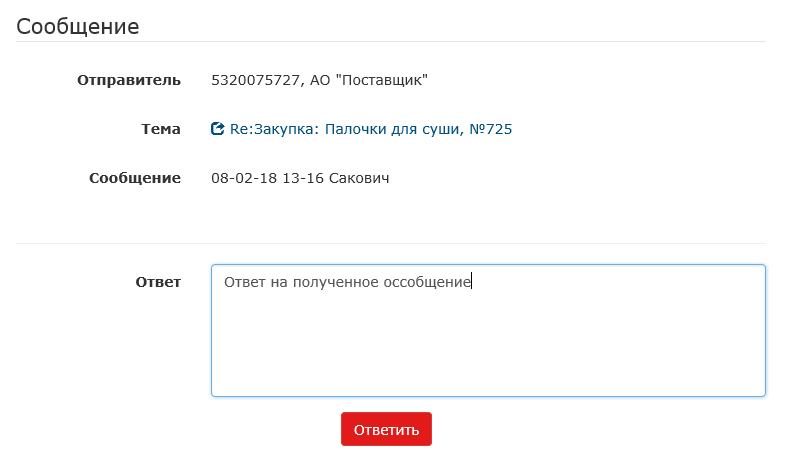 Сообщение
Отправитель 5320075727, АО "Поставщик"
Тема Re:Закупка: Палочки для суши, №725
Сообщение 08-02-18 13-16 Сакович
Ответ Ответ на полученное оссобщение
Ответить